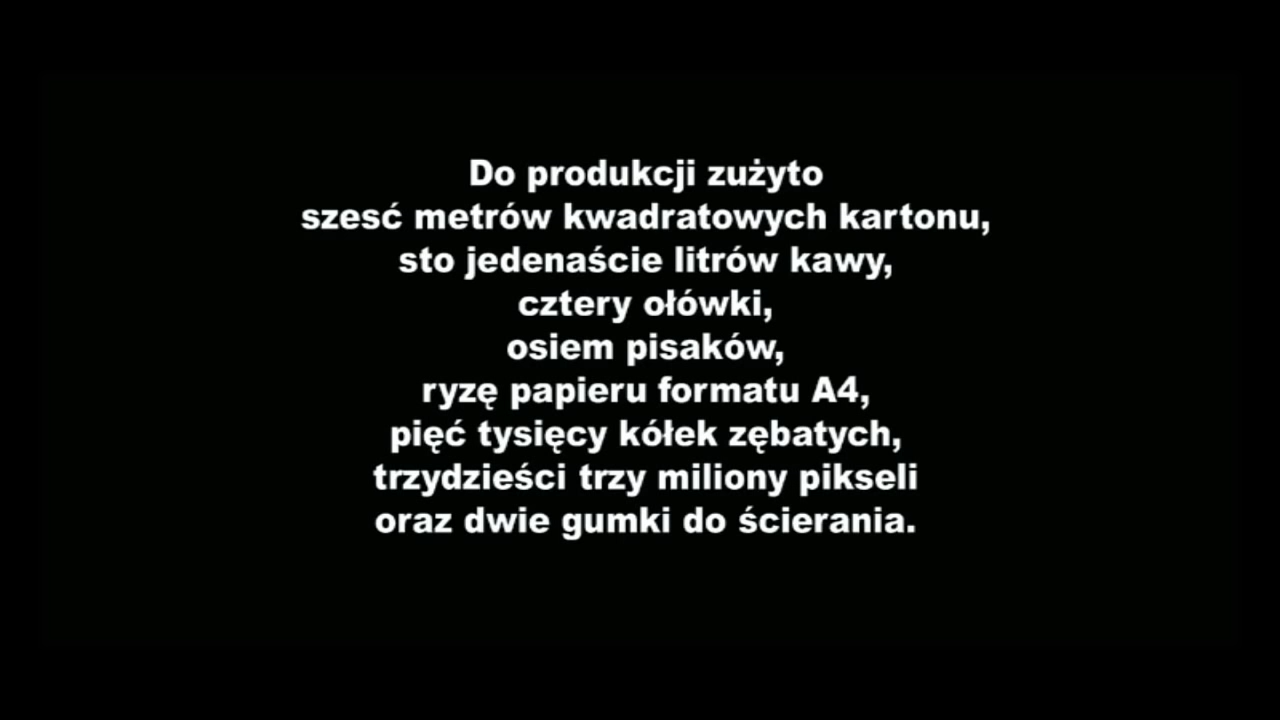 Do produkcji zużyto
szesć metrów kwadratowych kartonu,
sto jedenaście litrów kawy,
cztery ołówki,
osiem pisaków,
ryzę papieru formatu A4,
pięć tysięcy kółek zębatych,
trzydzieści trzy miliony pikseli
oraz dwie gumki do ścierania.